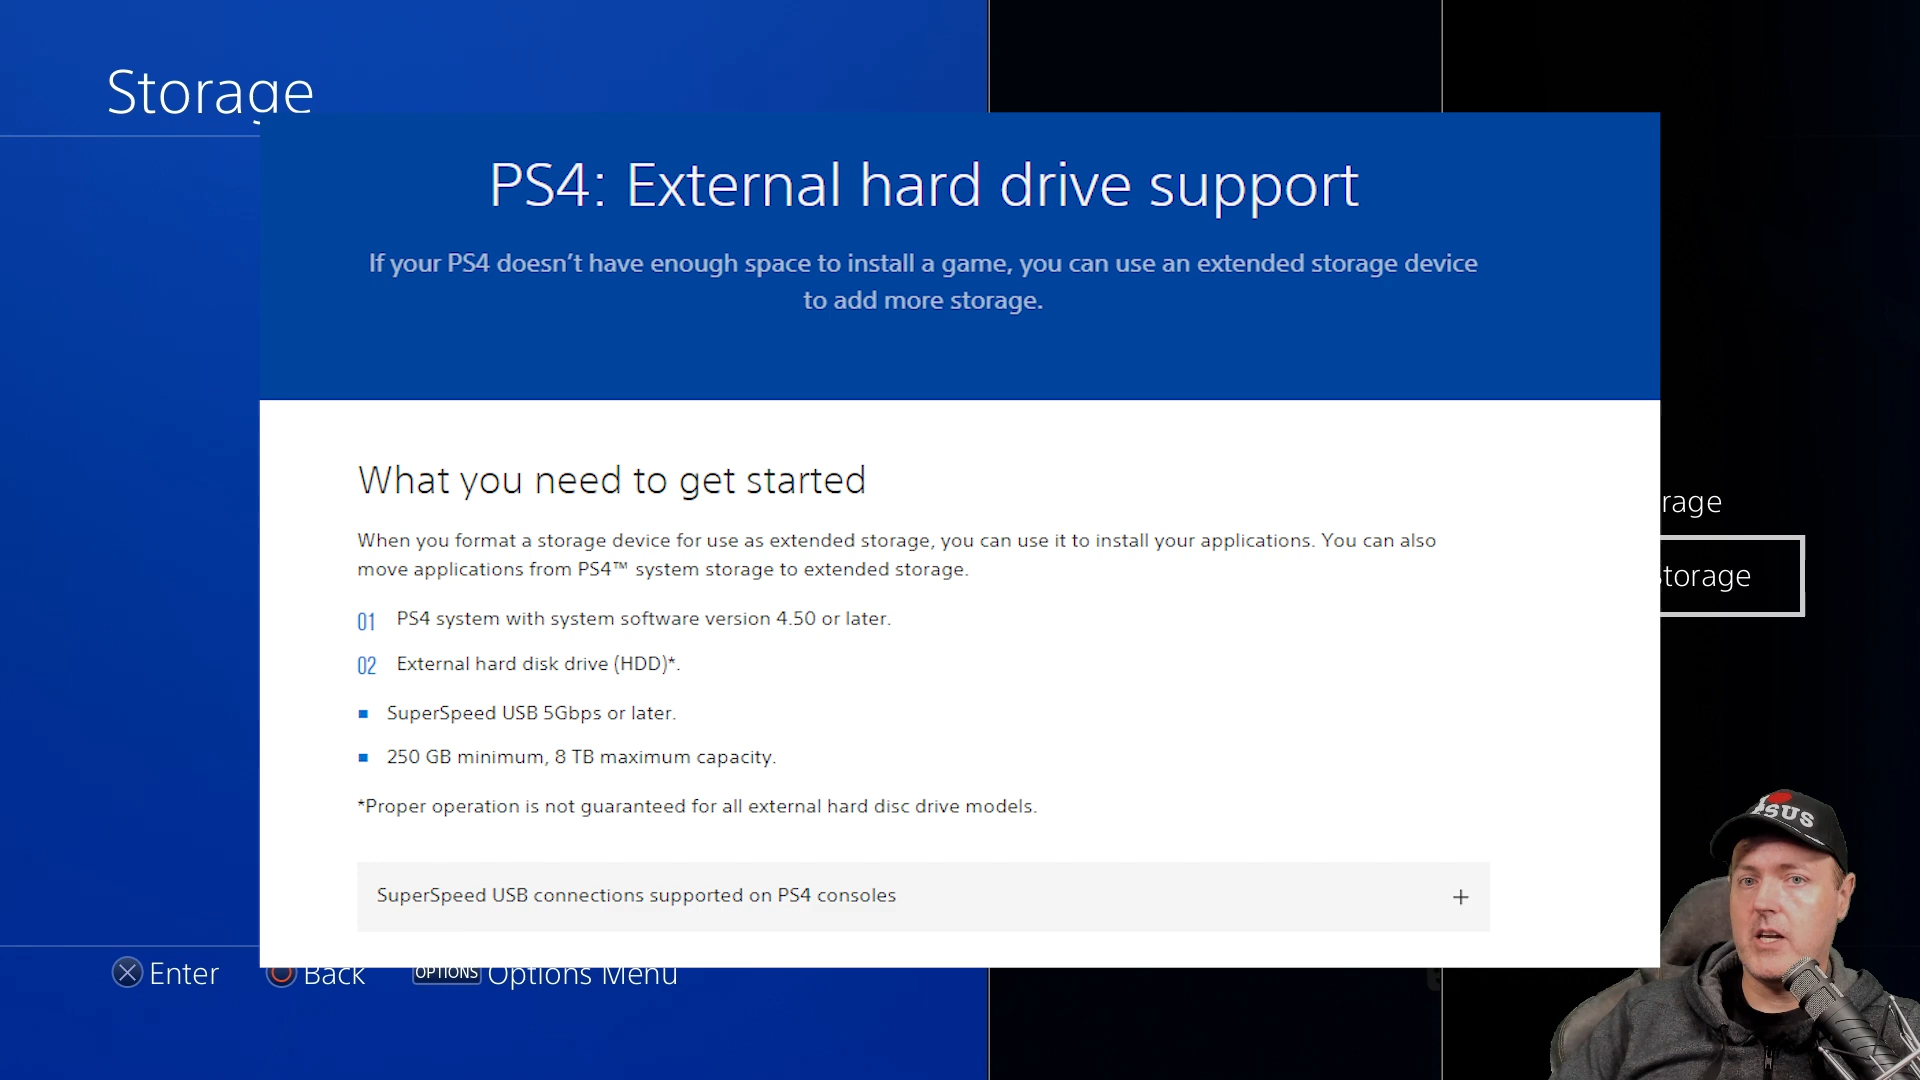 Storage
PS4: External hard drive support
If your PS4 doesn't have enough space to install a game, you can use an extended storage device
to add more storage.
What you need to get started
When you format a storage device for use as extended storage, you can use it to install your applications. You can also
move applications from PS4™ system storage to extended storage.
01 PS4 system with system software version 4.50 or later.
02 External hard disk drive (HDD)*.
■ SuperSpeed USB 5Gbps or later.
■ 250 GB minimum, 8 TB maximum capacity.
*Proper operation is not guaranteed for all external hard disc drive models.
SuperSpeed USB connections supported on PS4 consoles +
rage
Storage
Enter Back OPTIONS Options Menu